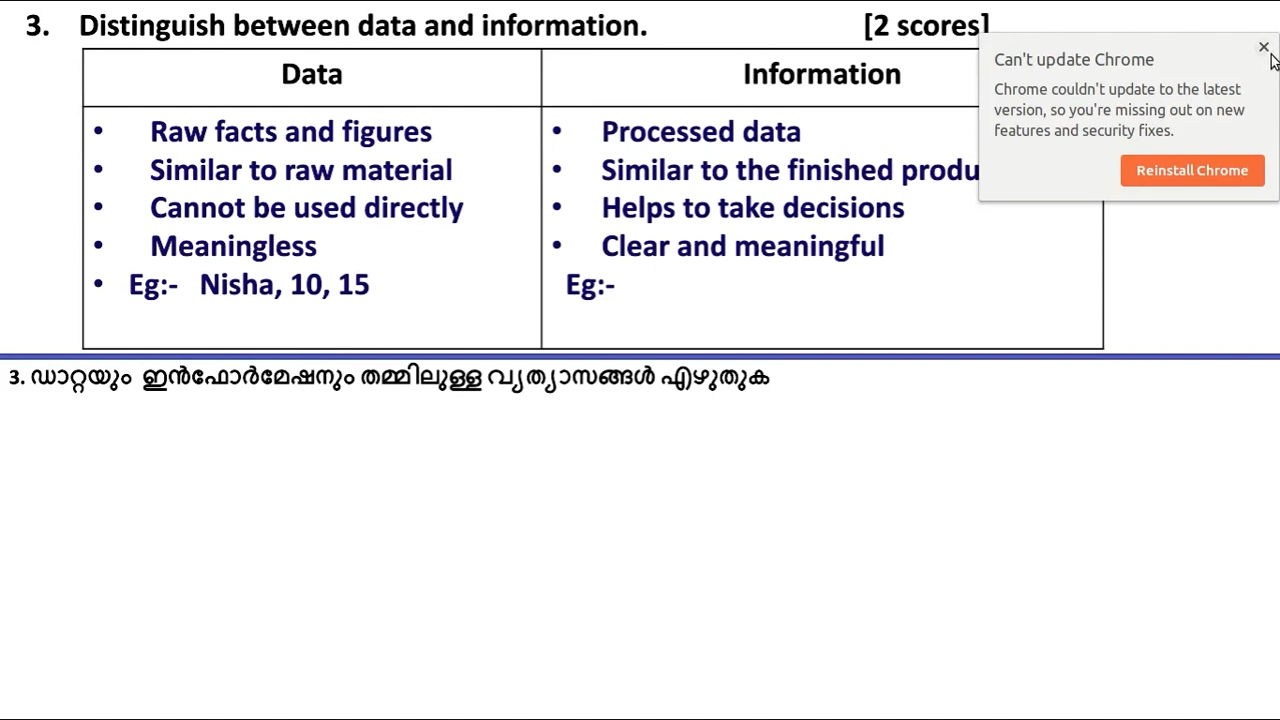 3. Distinguish between data and information. [2 scores]
Data
Information
• Raw facts and figures
• Similar to raw material
• Cannot be used directly
• Meaningless
• Eg:- Nisha, 10, 15
• Processed data
• Similar to the finished
• Helps to take decisions
• Clear and meaningful
Eg:-
Can't update Chrome
Chrome couldn't update to the latest
version, so you're missing out on new
features and security fixes.
Reinstall Chrome
3. ഡാറ്റയും ഇൻഫോർമേഷനും തമ്മിലുള്ള വ്യത്യാസങ്ങൾ എഴുതുക